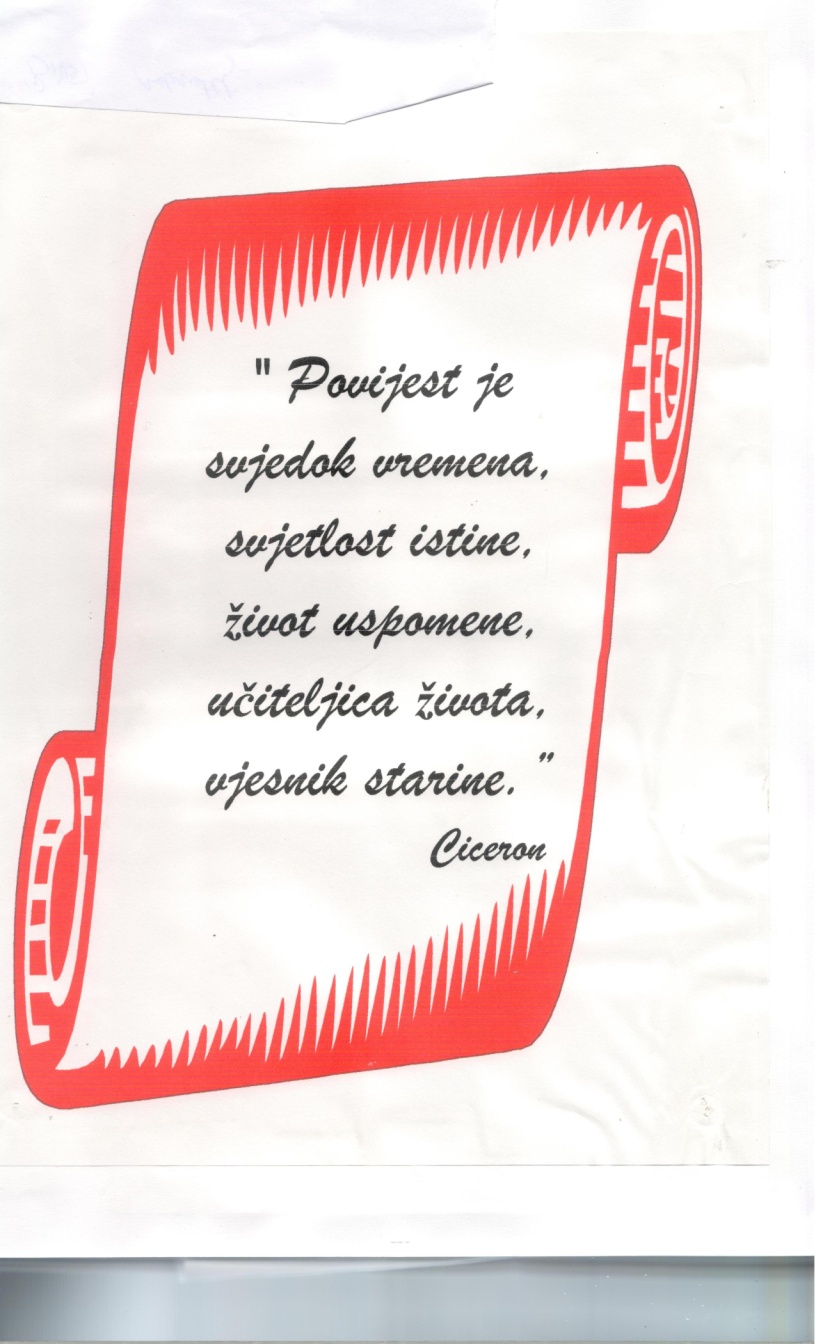 " Povijest je
svjedok vremena,
svjetlost istine,
život uspomene,
učiteljica života,
vjesnik starine. ”
Ciceron